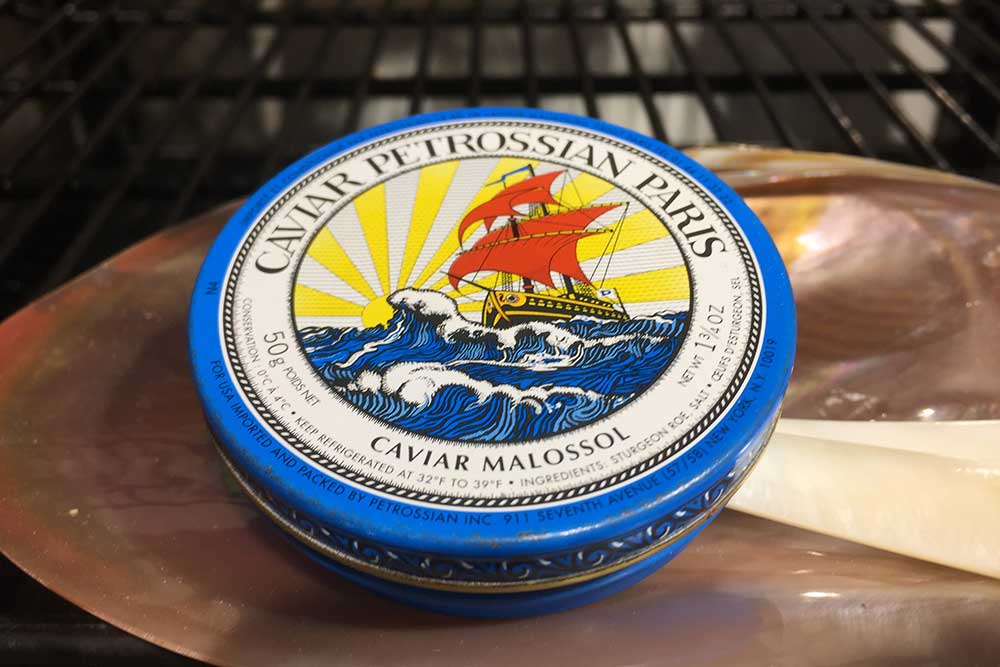 CAVIAR PETROSSIAN PARIS
P
50g POIDS NET
NET WT 1 3/4 OZ
CAVIAR MALOSSOL
CONSERVATION: 0°C À 4°C • KEEP REFRIGERATED AT 32°F TO 39°F • INGREDIENTS: STURGEON ROE, SALT • ŒUFS D'ESTURGEON, SEL
N4
FOR USA IMPORTED AND PACKED BY PETROSSIAN INC. 911 SEVENTH AVENUE (57/58) NEW YORK, N.Y. 10019